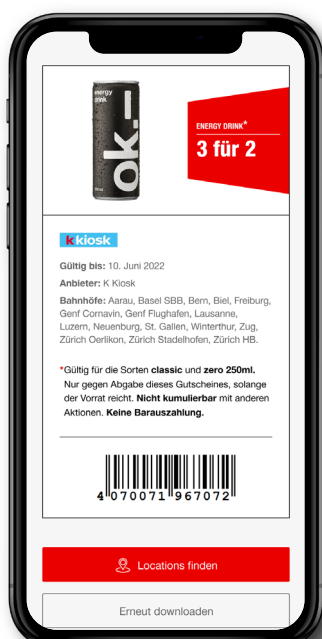 energy
drink
ok.–
ENERGY DRINK*
3 für 2
k kiosk
Gültig bis: 10. Juni 2022
Anbieter: K Kiosk
Bahnhöfe: Aarau, Basel SBB, Bern, Biel, Freiburg,
Genf Cornavin, Genf Flughafen, Lausanne,
Luzern, Neuenburg, St. Gallen, Winterthur, Zug,
Zürich Oerlikon, Zürich Stadelhofen, Zürich HB.
*Gültig für die Sorten classic und zero 250ml.
Nur gegen Abgabe dieses Gutscheines, solange
der Vorrat reicht. Nicht kumulierbar mit anderen
Aktionen. Keine Barauszahlung.
4 070071 967072
Locations finden
Erneut downloaden